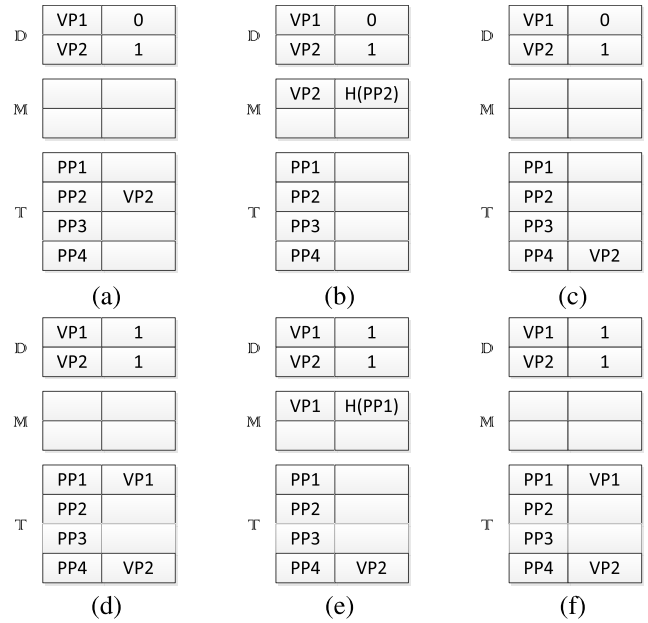 𝔻 VP1 0
VP2 1
𝕄
𝕋 PP1
PP2 VP2
PP3
PP4
(a)
𝔻 VP1 0
VP2 1
𝕄 VP2 H(PP2)
𝕋 PP1
PP2
PP3
PP4
(b)
𝔻 VP1 0
VP2 1
𝕄
𝕋 PP1
PP2
PP3
PP4 VP2
(c)
𝔻 VP1 1
VP2 1
𝕄
𝕋 PP1 VP1
PP2
PP3
PP4 VP2
(d)
𝔻 VP1 1
VP2 1
𝕄 VP1 H(PP1)
𝕋 PP1
PP2
PP3
PP4 VP2
(e)
𝔻 VP1 1
VP2 1
𝕄
𝕋 PP1 VP1
PP2
PP3
PP4 VP2
(f)